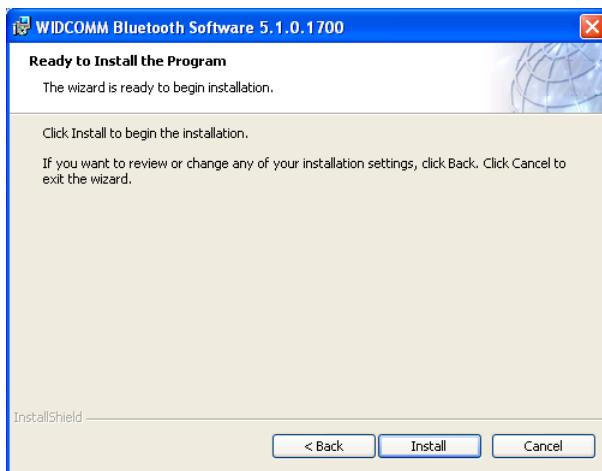 WIDCOMM Bluetooth Software 5.1.0.1700
Ready to Install the Program
The wizard is ready to begin installation.
Click Install to begin the installation.
If you want to review or change any of your installation settings, click Back. Click Cancel to
exit the wizard.
InstallShield
< Back Install Cancel